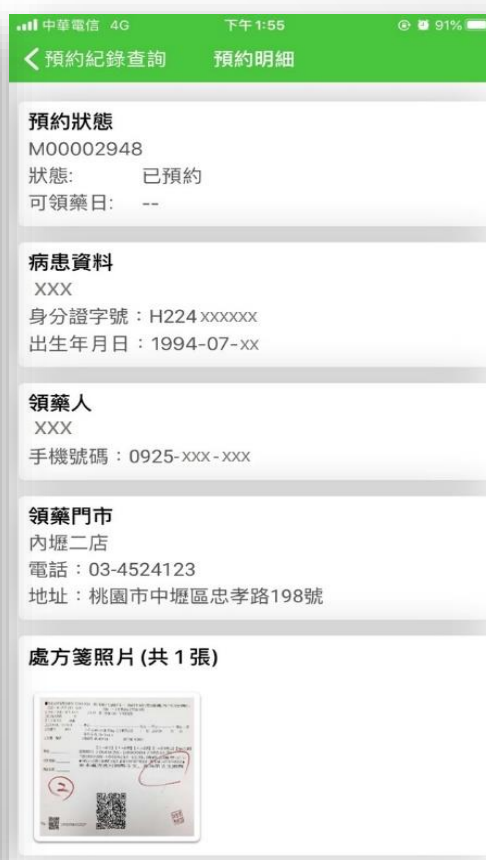 中華電信 4G 下午1:55 91%
預約紀錄查詢 預約明細
預約狀態
M00002948
狀態: 已預約
可領藥日: --
病患資料
XXX
身分證字號：H224xxxxxx
出生年月日：1994-07-xx
領藥人
XXX
手機號碼：0925-xxx-xxx
領藥門市
內壢二店
電話：03-4524123
地址：桃園市中壢區忠孝路198號
處方箋照片(共1張)
2